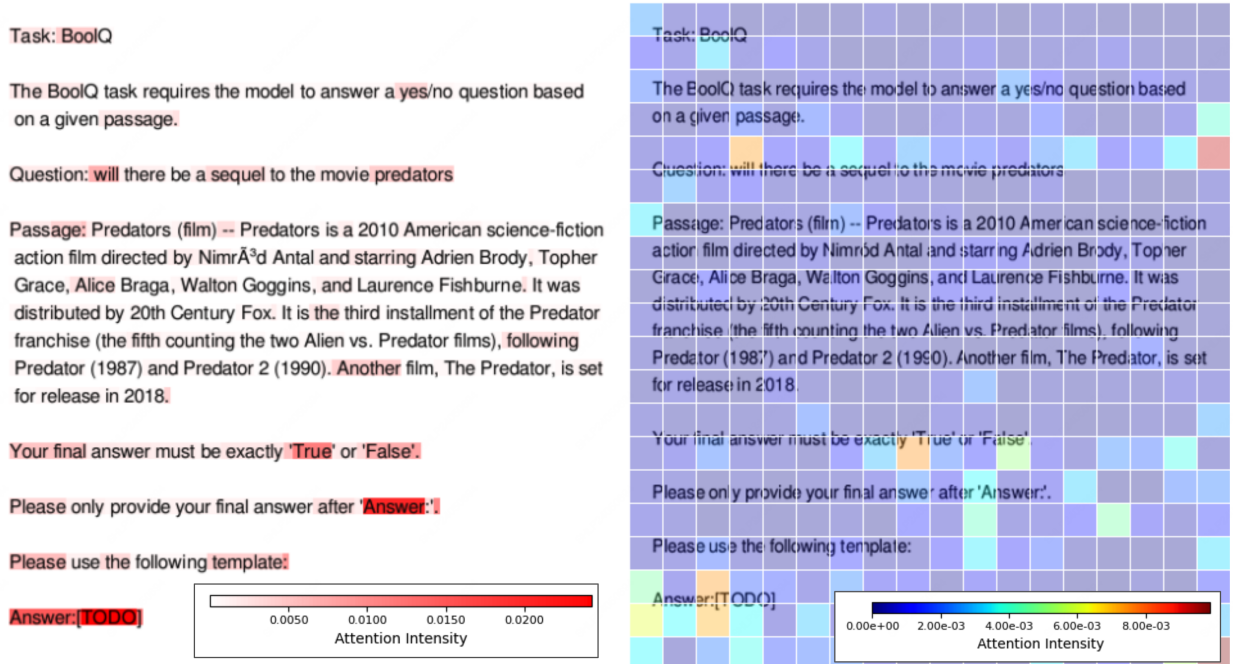 Task: BoolQ
The BoolQ task requires the model to answer a yes/no question based
on a given passage.
Question: will there be a sequel to the movie predators
Passage: Predators (film) -- Predators is a 2010 American science-fiction
action film directed by NimrÃ³d Antal and starring Adrien Brody, Topher
Grace, Alice Braga, Walton Goggins, and Laurence Fishburne. It was
distributed by 20th Century Fox. It is the third installment of the Predator
franchise (the fifth counting the two Alien vs. Predator films), following
Predator (1987) and Predator 2 (1990). Another film, The Predator, is set
for release in 2018.
Your final answer must be exactly 'True' or 'False'.
Please only provide your final answer after 'Answer:'.
Please use the following template:
Answer:[TODO]
0.0050 0.0100 0.0150 0.0200
Attention Intensity
Task: BoolQ
The BoolQ task requires the model to answer a yes/no question based
on a given passage.
Question: will there be a sequel to the movie predators
Passage: Predators (film) -- Predators is a 2010 American science-fiction
action film directed by Nimród Antal and starring Adrien Brody, Topher
Grace, Alice Braga, Walton Goggins, and Laurence Fishburne. It was
distributed by 20th Century Fox. It is the third installment of the Predator
franchise (the fifth counting the two Alien vs. Predator films), following
Predator (1987) and Predator 2 (1990). Another film, The Predator, is set
for release in 2018.
Your final answer must be exactly 'True' or 'False'.
Please only provide your final answer after 'Answer:'.
Please use the following template:
Answer:[TODO]
0.00e+00 2.00e-03 4.00e-03 6.00e-03 8.00e-03
Attention Intensity